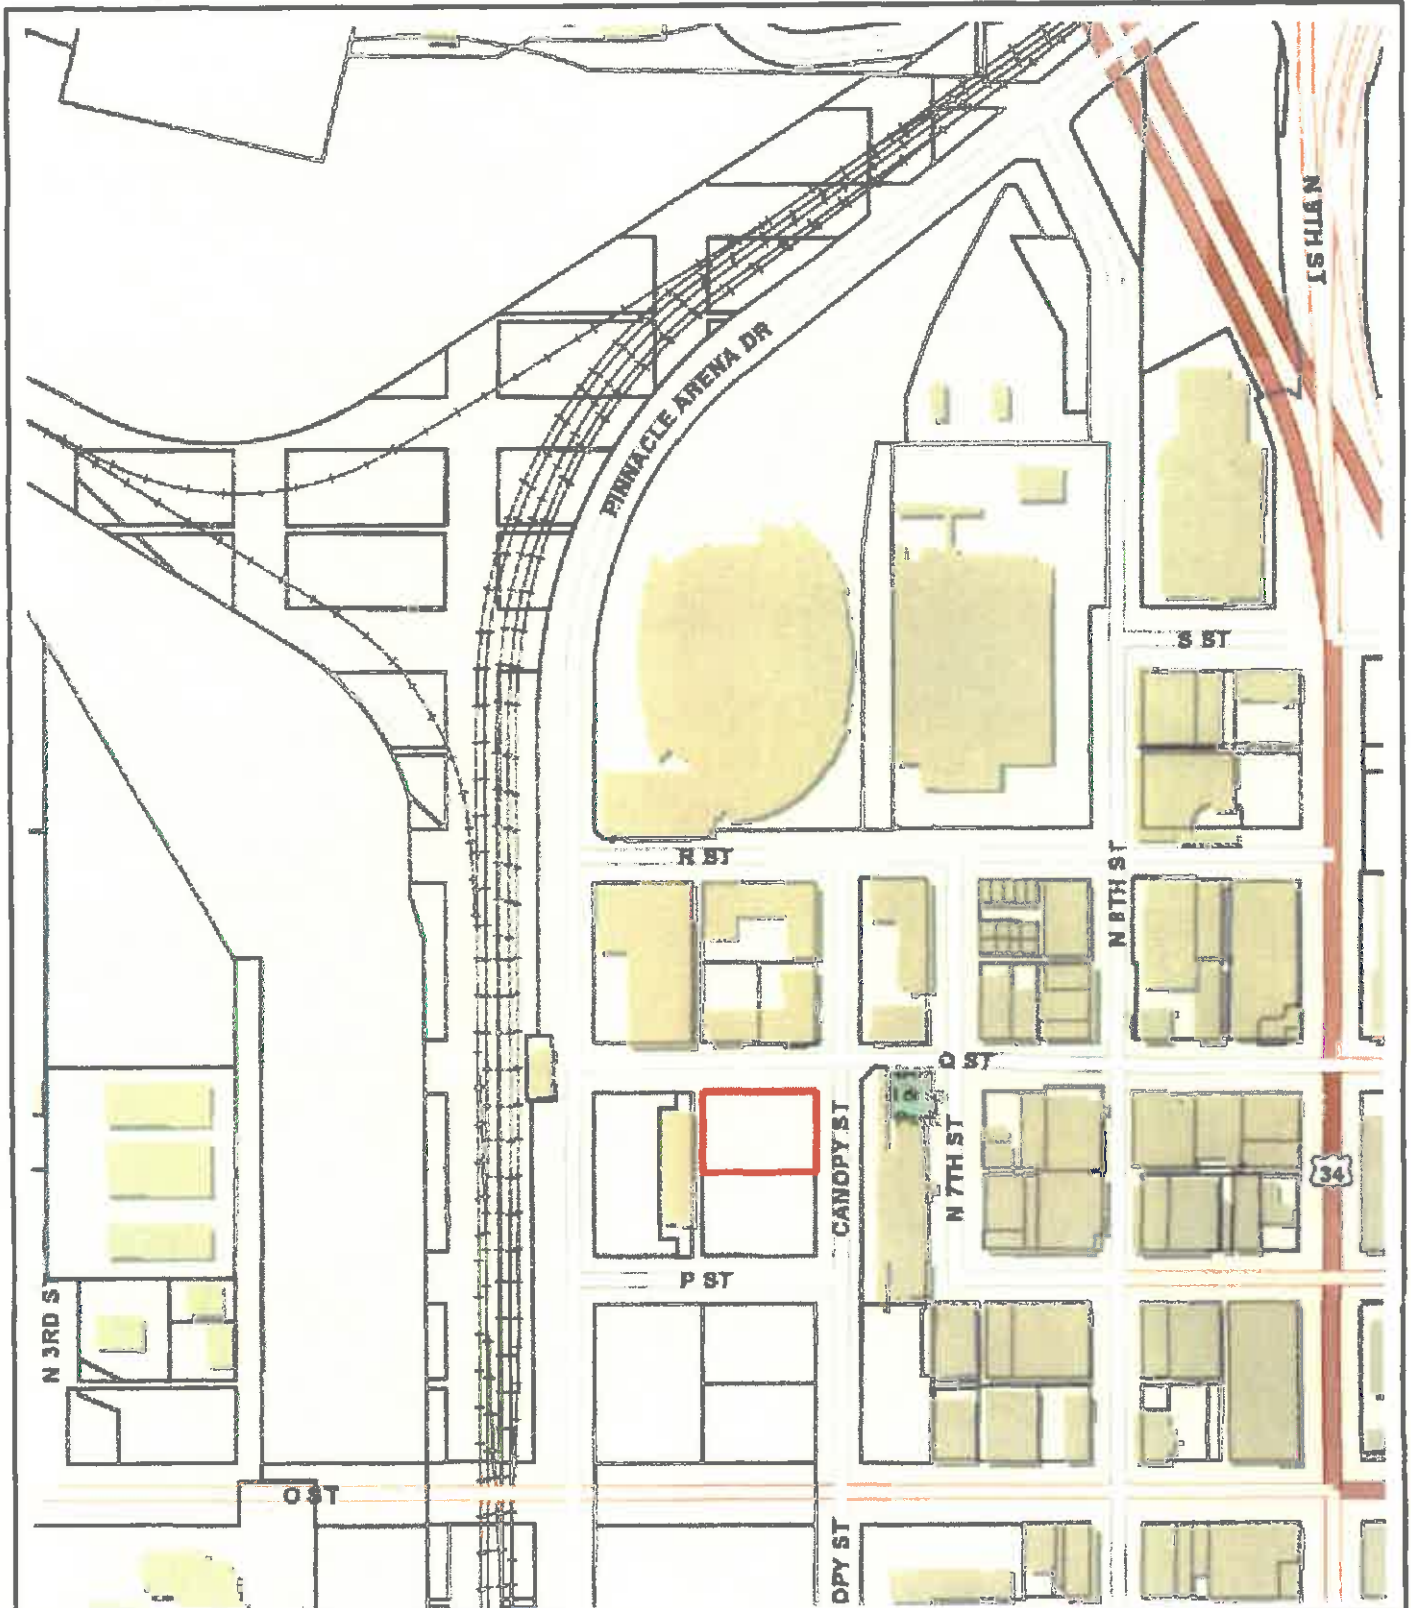 N 9TH ST
PINNACLE ARENA DR
S ST
R ST
N 8TH ST
Q ST
CANOPY ST
N 7TH ST
34
P ST
N 3RD S
O ST
OPY ST